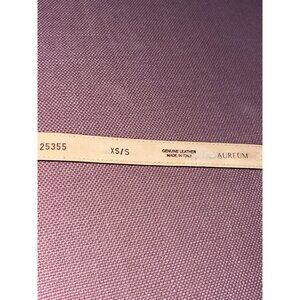 25355 XS/S GENUINE LEATHER AUREUM
MADE IN ITALY